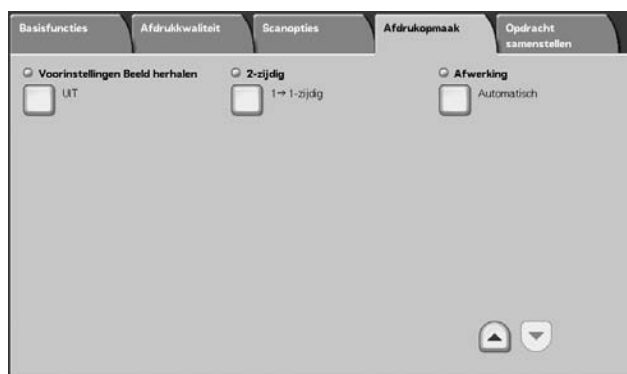 Basisfuncties
Afdrukkwaliteit
Scanopties
Afdrukopmaak
Opdracht
samenstellen
Voorinstellingen Beeld herhalen
UIT
2-zijdig
1→ 1-zijdig
Afwerking
Automatisch